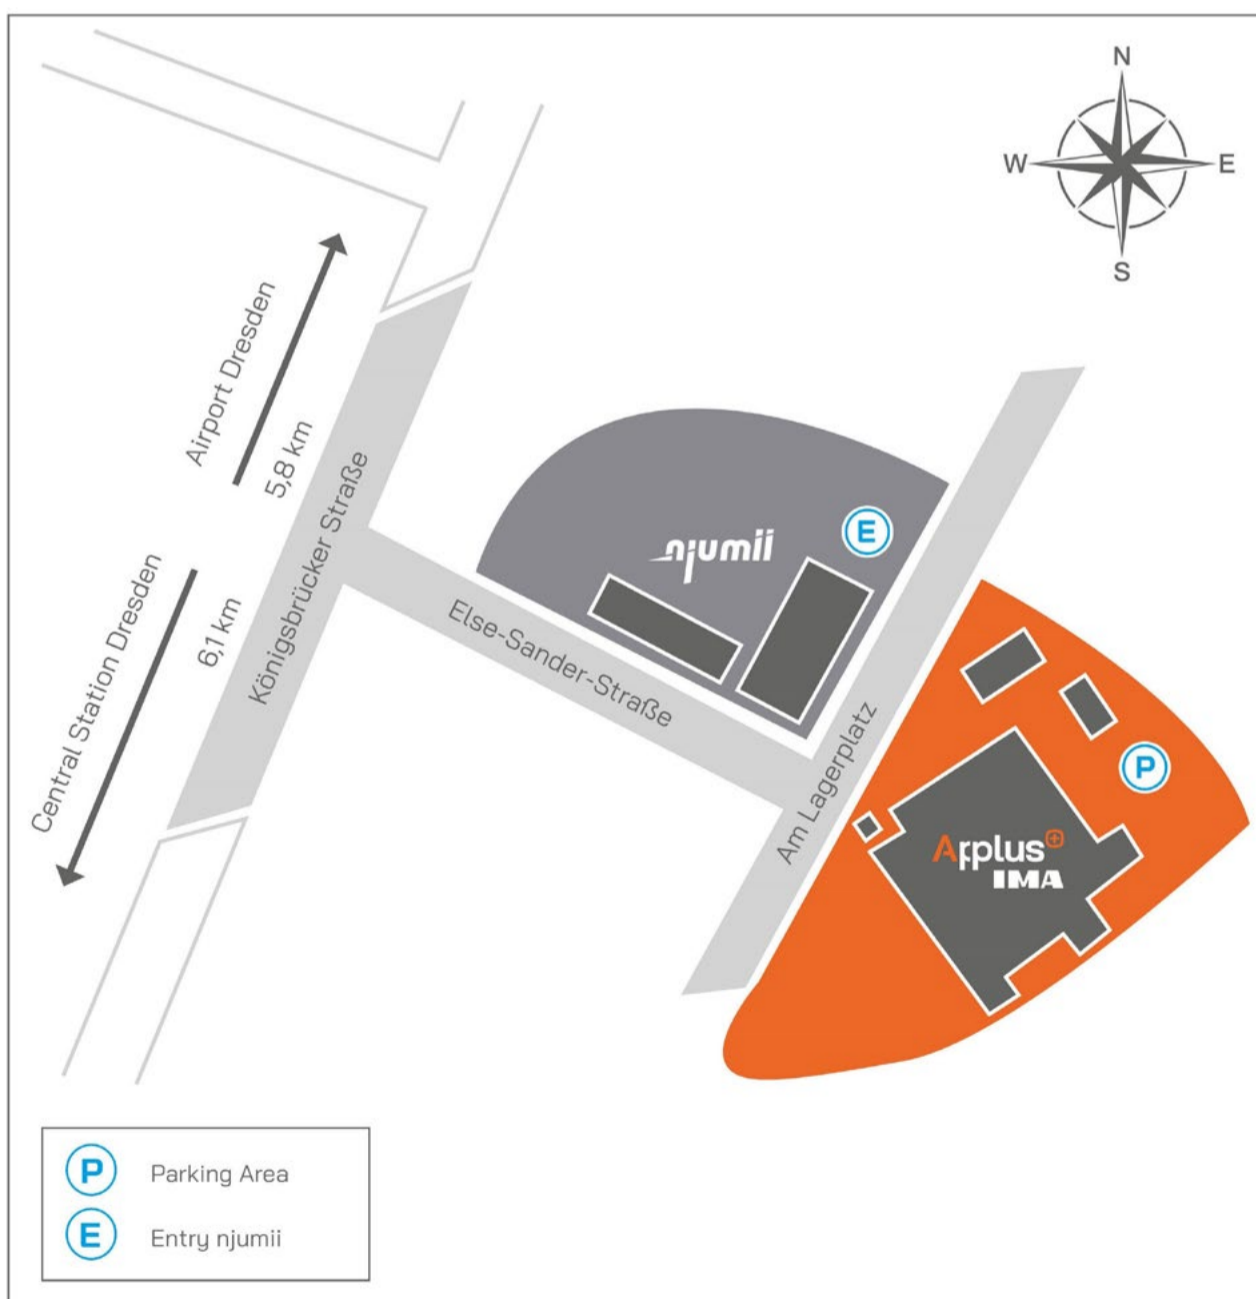 N
W E
S
Airport Dresden
5,8 km
Königsbrücker Straße
Central Station Dresden
6,1 km
njumii
E
Else-Sander-Straße
Am Lagerplatz
P
Applus+
IMA
P Parking Area
E Entry njumii